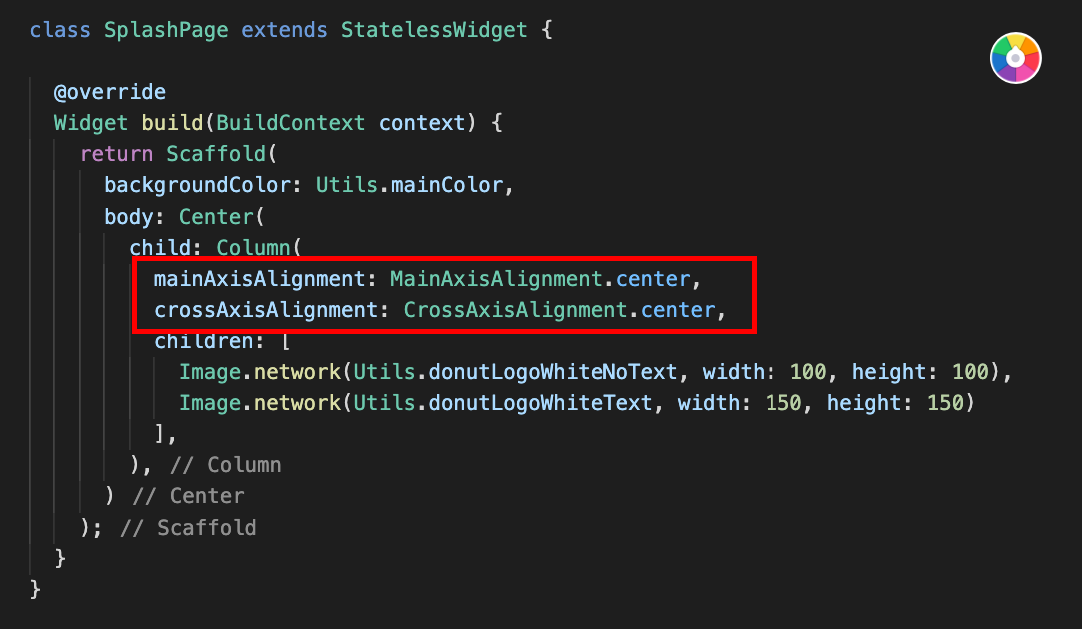 class SplashPage extends StatelessWidget {
@override
Widget build(BuildContext context) {
return Scaffold(
backgroundColor: Utils.mainColor,
body: Center(
child: Column(
mainAxisAlignment: MainAxisAlignment.center,
crossAxisAlignment: CrossAxisAlignment.center,
children: [
Image.network(Utils.donutLogoWhiteNoText, width: 100, height: 100),
Image.network(Utils.donutLogoWhiteText, width: 150, height: 150)
],
), // Column
) // Center
); // Scaffold
}
}